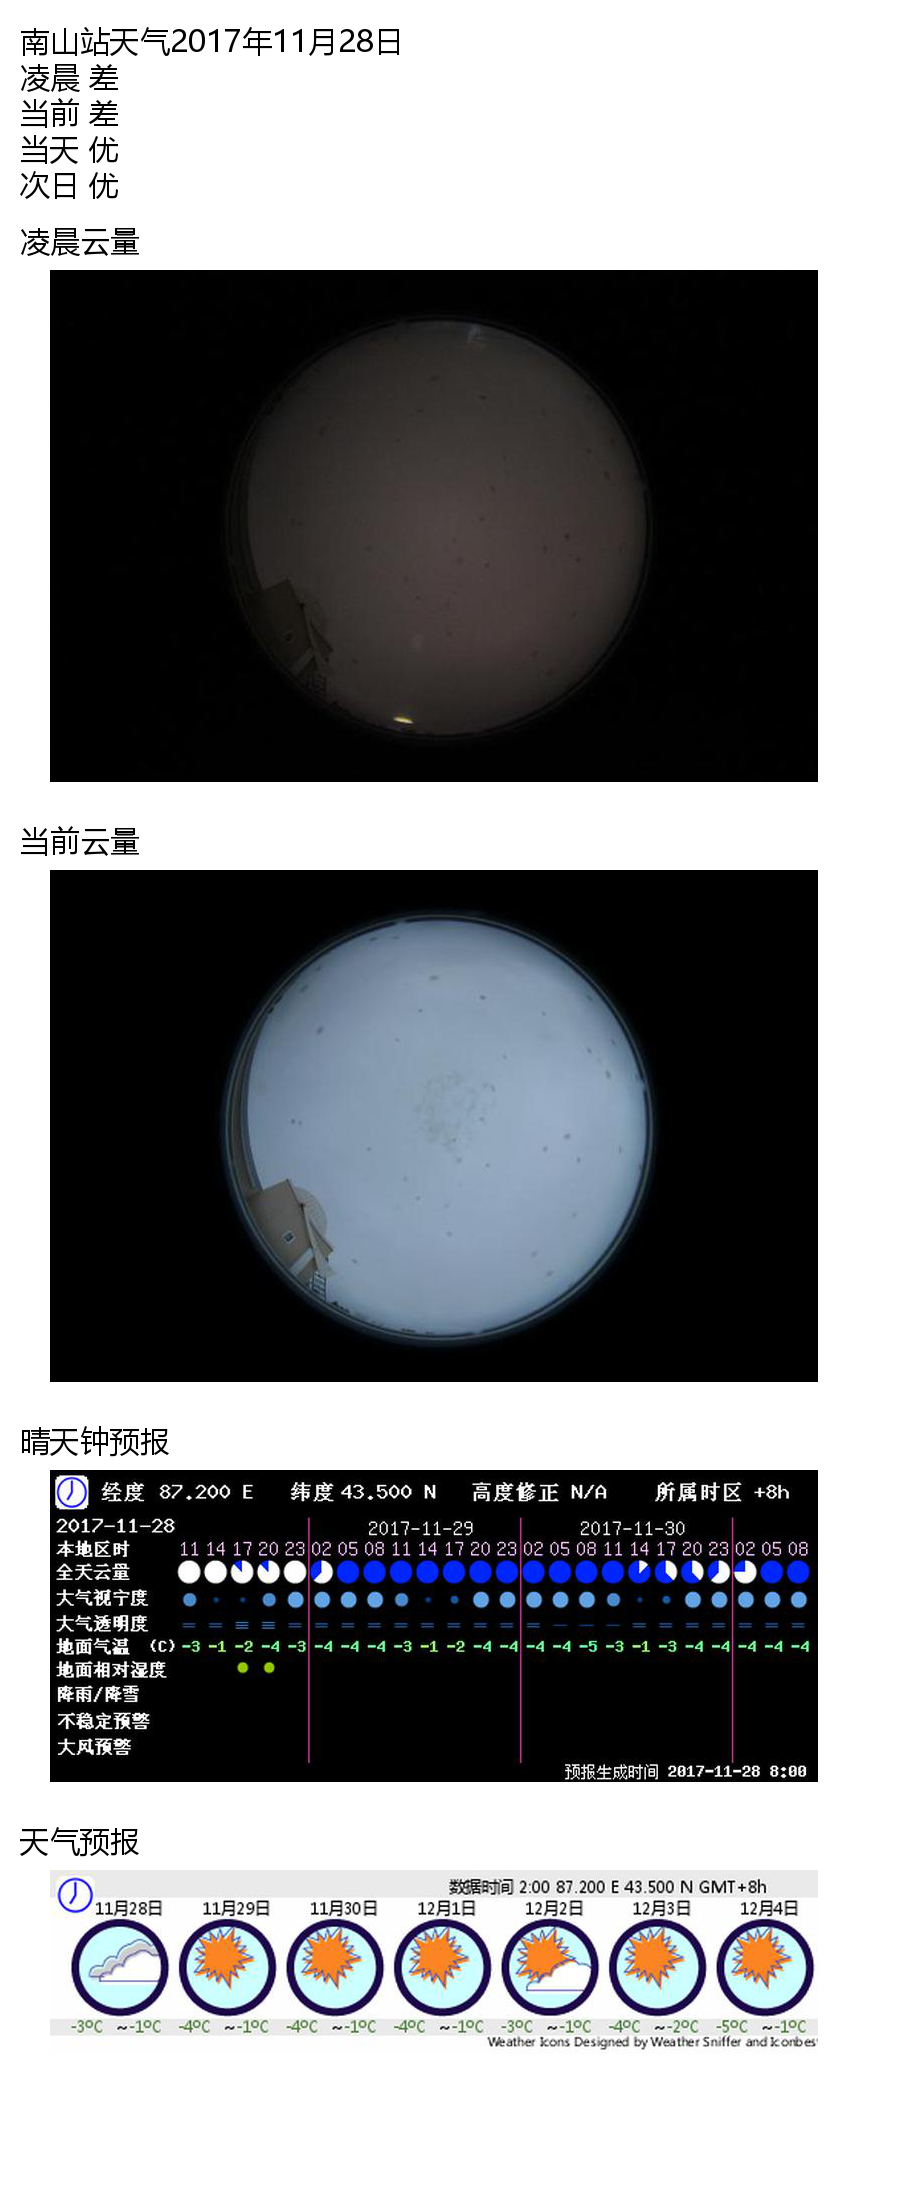 南山站天气2017年11月28日
凌晨 差
当前 差
当天 优
次日 优
凌晨云量
当前云量
晴天钟预报
经度 87.200 E 纬度 43.500 N 高度修正 N/A 所属时区 +8h
2017-11-28 2017-11-29 2017-11-30
本地区时 11 14 17 20 23 02 05 08 11 14 17 20 23 02 05 08 11 14 17 20 23 02 05 08
全天云量
大气视宁度
大气透明度
地面气温 (C) -3 -1 -2 -4 -3 -4 -4 -4 -3 -1 -2 -4 -4 -4 -4 -5 -3 -1 -3 -4 -4 -4 -4 -4
地面相对湿度
降雨/降雪
不稳定预警
大风预警
预报生成时间 2017-11-28 8:00
天气预报
数据时间 2:00 87.200 E 43.500 N GMT+8h
11月28日 11月29日 11月30日 12月1日 12月2日 12月3日 12月4日
-3ºC ~-1ºC -4ºC ~-1ºC -4ºC ~-1ºC -4ºC ~-1ºC -3ºC ~-1ºC -4ºC ~-2ºC -5ºC ~-1ºC
Weather Icons Designed by Weather Sniffer and Iconbes